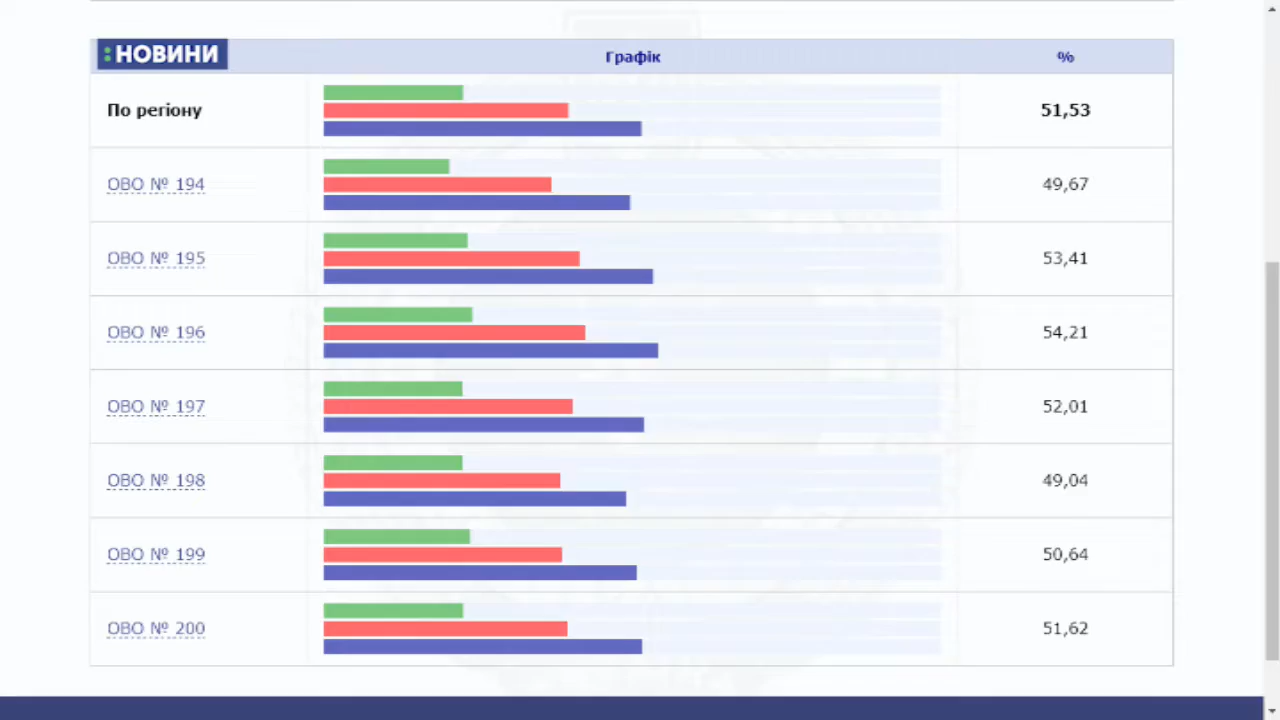 :НОВИНИ Графік %
По регіону 51,53
ОВО № 194 49,67
ОВО № 195 53,41
ОВО № 196 54,21
ОВО № 197 52,01
ОВО № 198 49,04
ОВО № 199 50,64
ОВО № 200 51,62